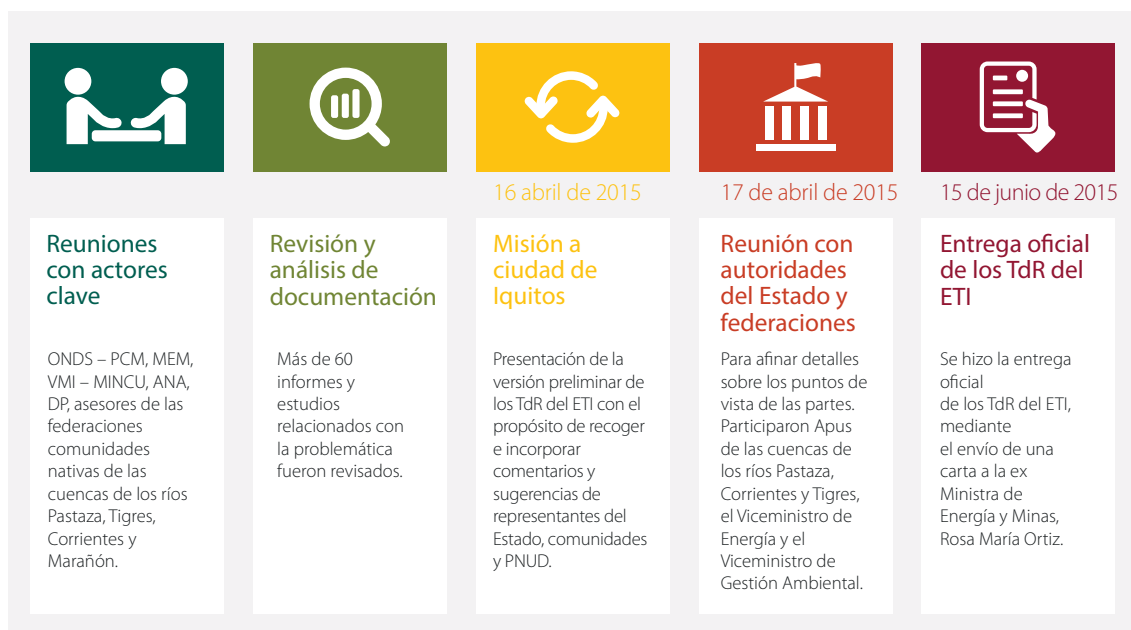 Reuniones
con actores
clave
ONDS – PCM, MEM,
VMI – MINCU, ANA,
DP, asesores de las
federaciones
comunidades
nativas de las
cuencas de los ríos
Pastaza, Tigres,
Corrientes y
Marañón.
Revisión y
análisis de
documentación
Más de 60
informes y
estudios
relacionados con
la problemática
fueron revisados.
16 abril de 2015
Misión a
ciudad de
Iquitos
Presentación de la
versión preliminar de
los TdR del ETI con el
propósito de recoger
e incorporar
comentarios y
sugerencias de
representantes del
Estado, comunidades
y PNUD.
17 de abril de 2015
Reunión con
autoridades
del Estado y
federaciones
Para afinar detalles
sobre los puntos de
vista de las partes.
Participaron Apus
de las cuencas de
los ríos Pastaza,
Corrientes y Tigres,
el Viceministro de
Energía y el
Viceministro de
Gestión Ambiental.
15 de junio de 2015
Entrega oficial
de los TdR del
ETI
Se hizo la entrega
oficial
de los TdR del ETI,
mediante
el envío de una
carta a la ex
Ministra de
Energía y Minas,
Rosa María Ortiz.